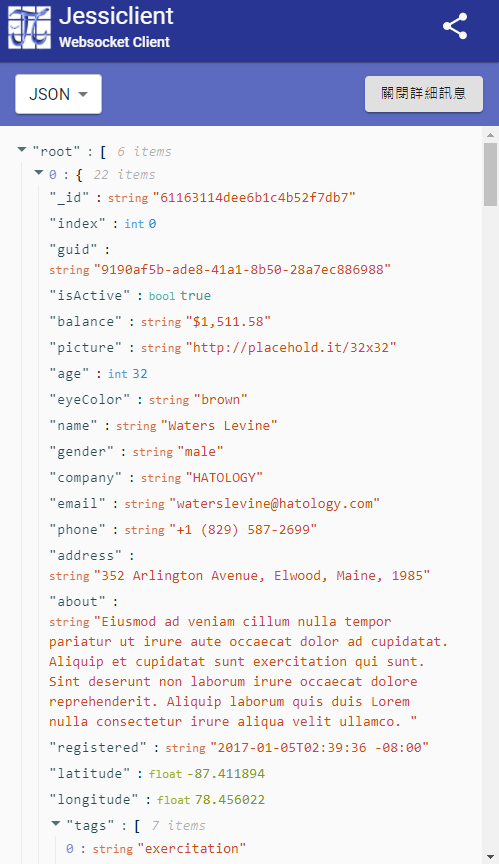 Jessiclient
Websocket Client
JSON
關閉詳細訊息
"root" : [ 6 items
0 : { 22 items
"_id" : string "61163114dee6b1c4b52f7db7"
"index" : int 0
"guid" :
string "9190af5b-ade8-41a1-8b50-28a7ec886988"
"isActive" : bool true
"balance" : string "$1,511.58"
"picture" : string "http://placehold.it/32x32"
"age" : int 32
"eyeColor" : string "brown"
"name" : string "Waters Levine"
"gender" : string "male"
"company" : string "HATOLOGY"
"email" : string "waterslevine@hatology.com"
"phone" : string "+1 (829) 587-2699"
"address" :
string "352 Arlington Avenue, Elwood, Maine, 1985"
"about" :
string "Eiusmod ad veniam cillum nulla tempor
pariatur ut irure aute occaecat dolor ad cupidatat.
Aliquip et cupidatat sunt exercitation qui sunt.
Sint deserunt non laborum irure occaecat dolore
reprehenderit. Aliquip laborum quis duis Lorem
nulla consectetur irure aliqua velit ullamco. "
"registered" : string "2017-01-05T02:39:36 -08:00"
"latitude" : float -87.411894
"longitude" : float 78.456022
"tags" : [ 7 items
0 : string "exercitation"